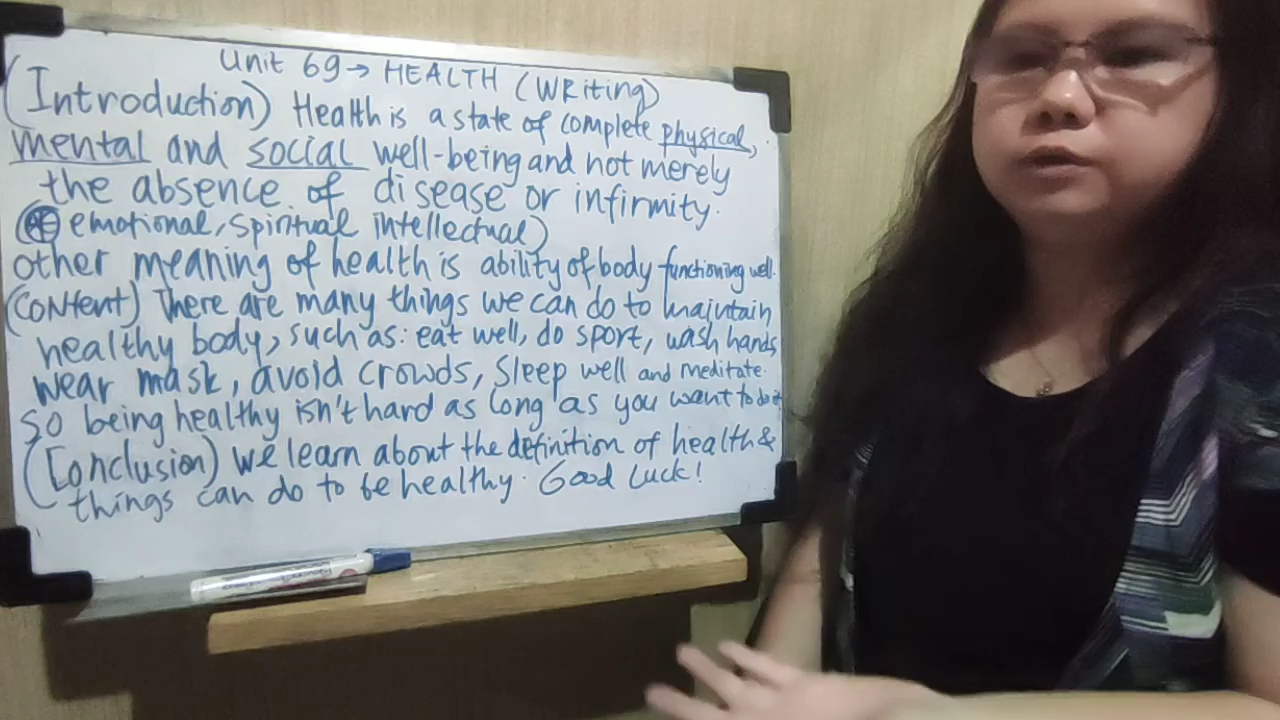 Unit 69 → HEALTH (WRiting)
(Introduction) Health is a state of complete physical,
mental and social well-being and not merely
the absence of disease or infirmity.
emotional, spiritual intellectual)
other meaning of health is ability of body functioning well.
(CONtent) There are many things we can do to maintain
healthy body, such as: eat well, do sport, wash hands
wear mask, avoid crowds, Sleep well and meditate.
so being healthy isn't hard as long as you want to do it
(Conclusion) we learn about the definition of health &
things can do to be healthy. Good Luck!